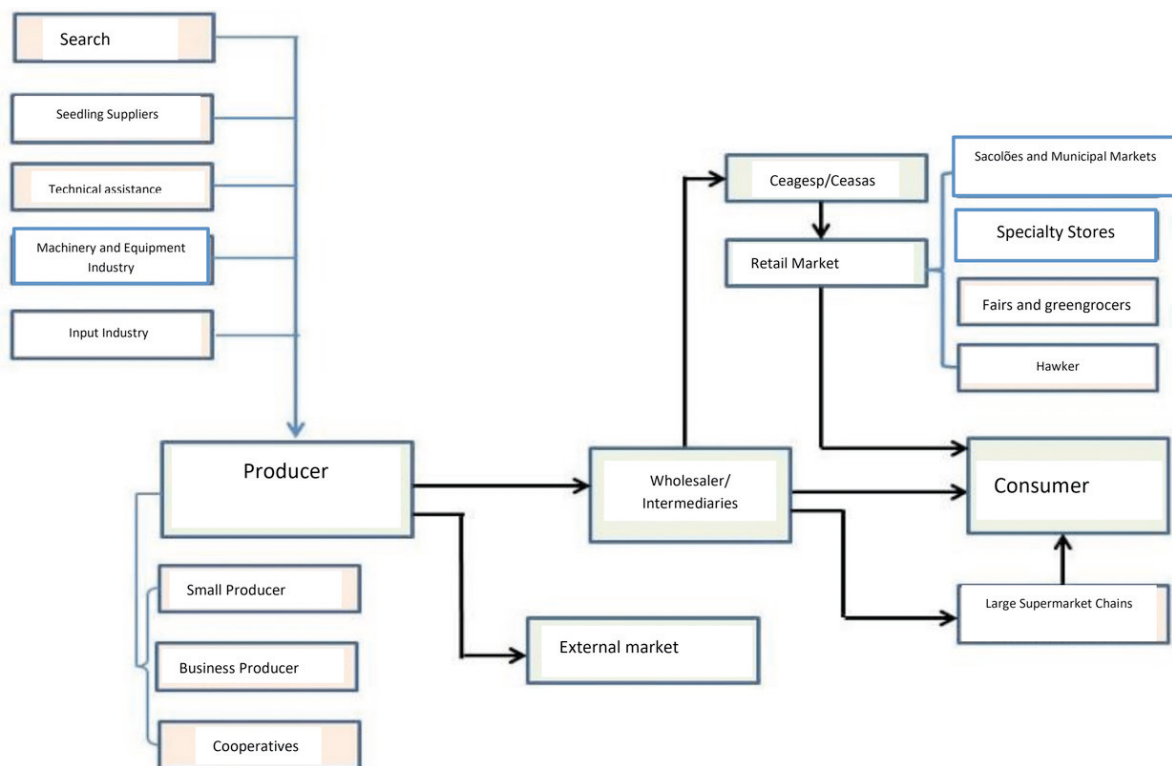 Search
Seedling Suppliers
Technical assistance
Machinery and Equipment
Industry
Input Industry
Producer
Small Producer
Business Producer
Cooperatives
Wholesaler/
Intermediaries
External market
Ceagesp/Ceasas
Retail Market
Sacolões and Municipal Markets
Specialty Stores
Fairs and greengrocers
Hawker
Consumer
Large Supermarket Chains